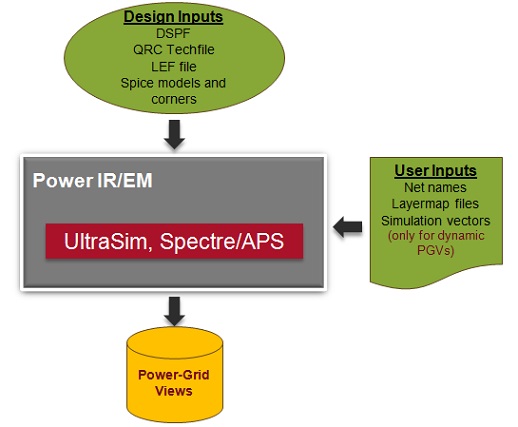 Design Inputs
DSPF
QRC Techfile
LEF file
Spice models and
corners
Power IR/EM
UltraSim, Spectre/APS
User Inputs
Net names
Layermap files
Simulation vectors
(only for dynamic
PGVs)
Power-Grid
Views